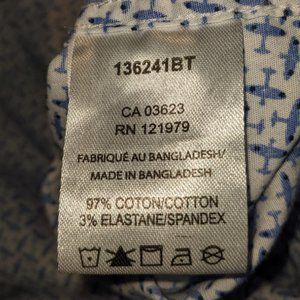 136241BT
CA 03623
RN 121979
FABRIQUÉ AU BANGLADESH/
MADE IN BANGLADESH
97% COTON/COTTON
3% ELASTANE/SPANDEX